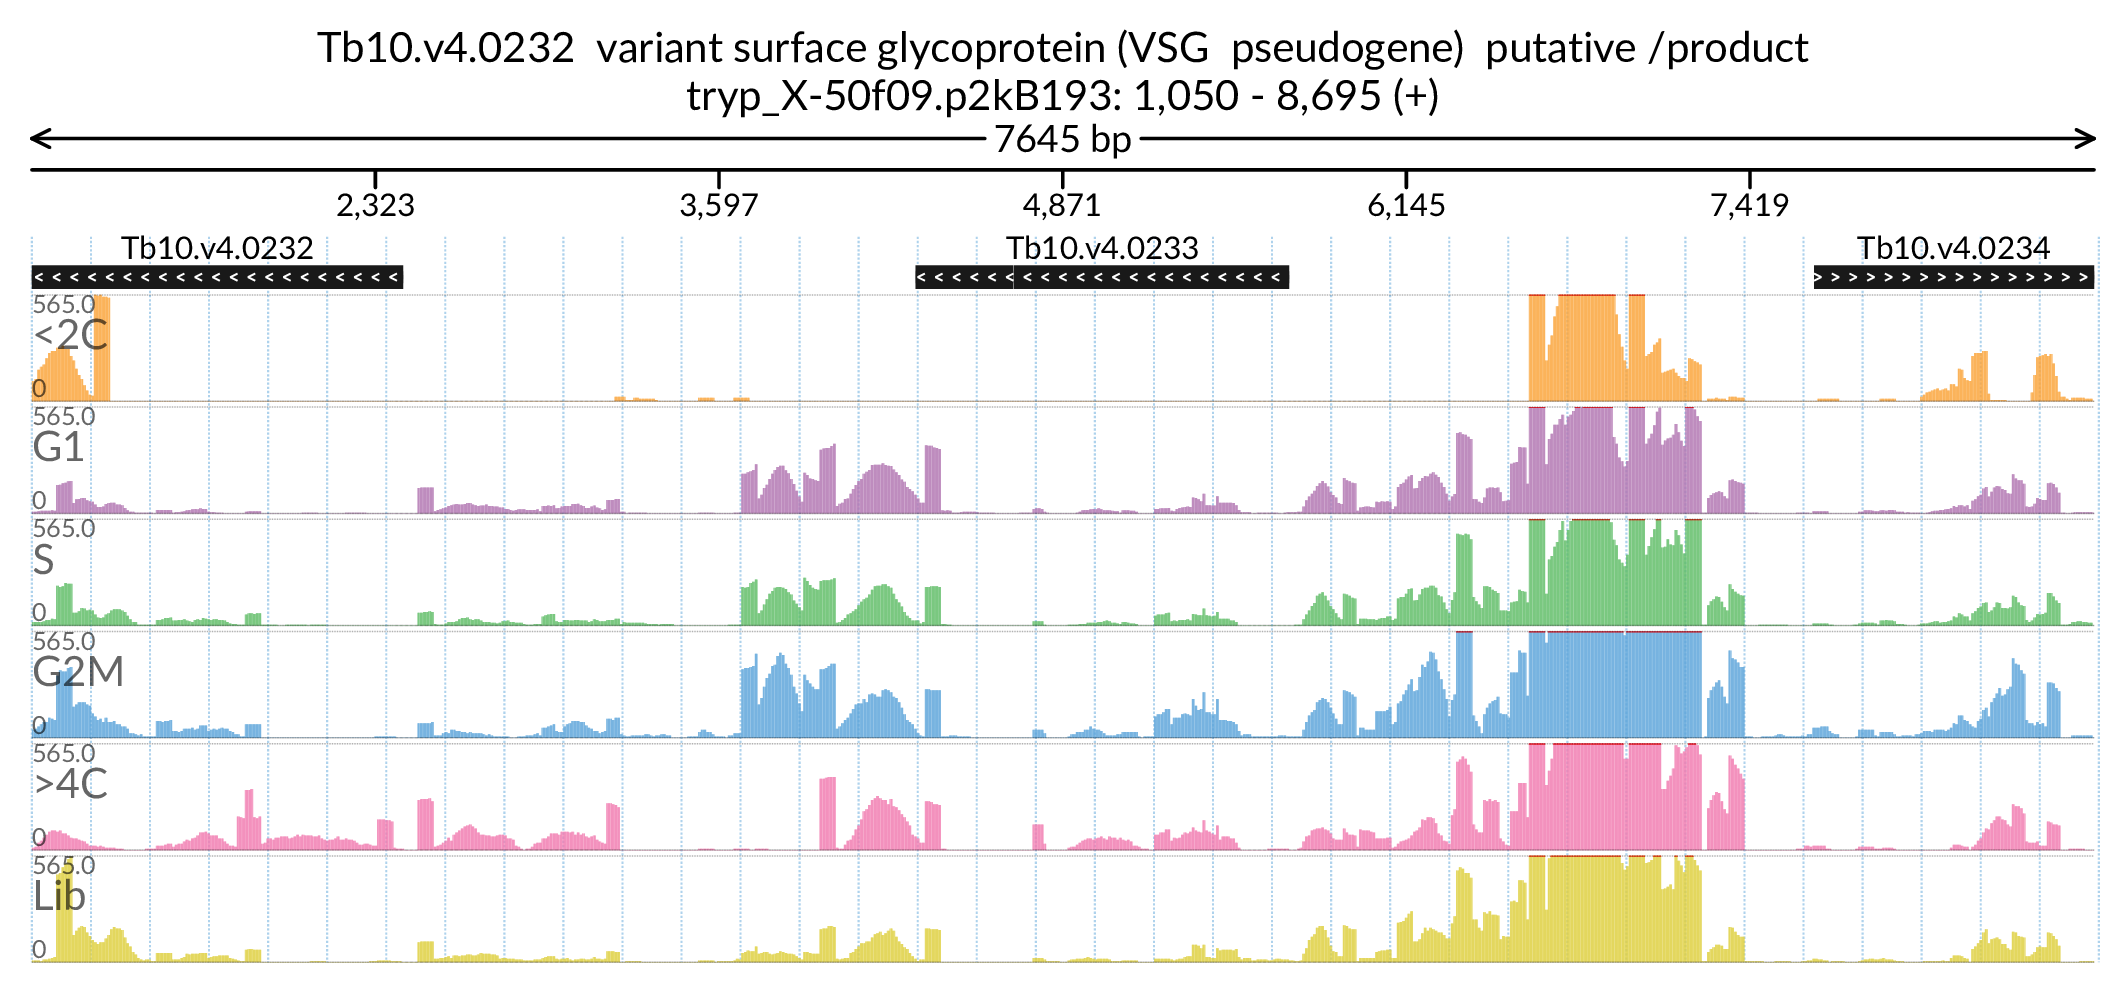 Tb10.v4.0232  variant surface glycoprotein (VSG  pseudogene)  putative /product
tryp_X-50f09.p2kB193: 1,050 - 8,695 (+)
7645 bp
2,323 3,597 4,871 6,145 7,419
Tb10.v4.0232 Tb10.v4.0233 Tb10.v4.0234
565.0
<2C
0
565.0
G1
0
565.0
S
0
565.0
G2M
0
565.0
>4C
0
565.0
Lib
0